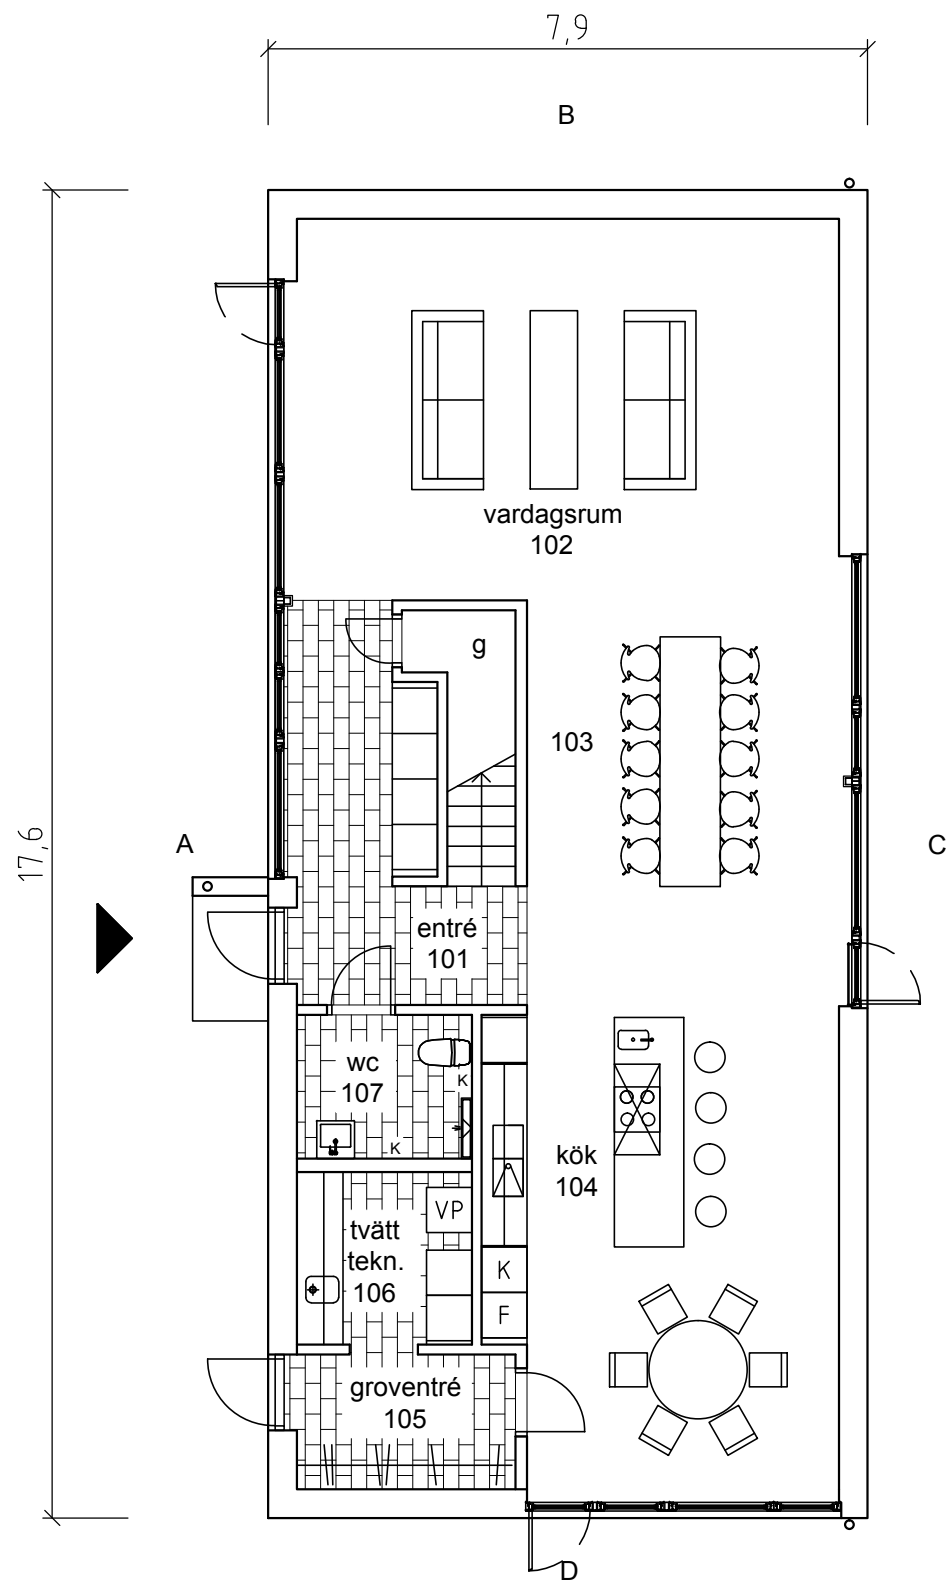 7,9
B
vardagsrum
102
g
103
17,6
A
C
entré
101
wc
107
K
K
kök
104
VP
tvätt
tekn.
106
K
F
groventré
105
D